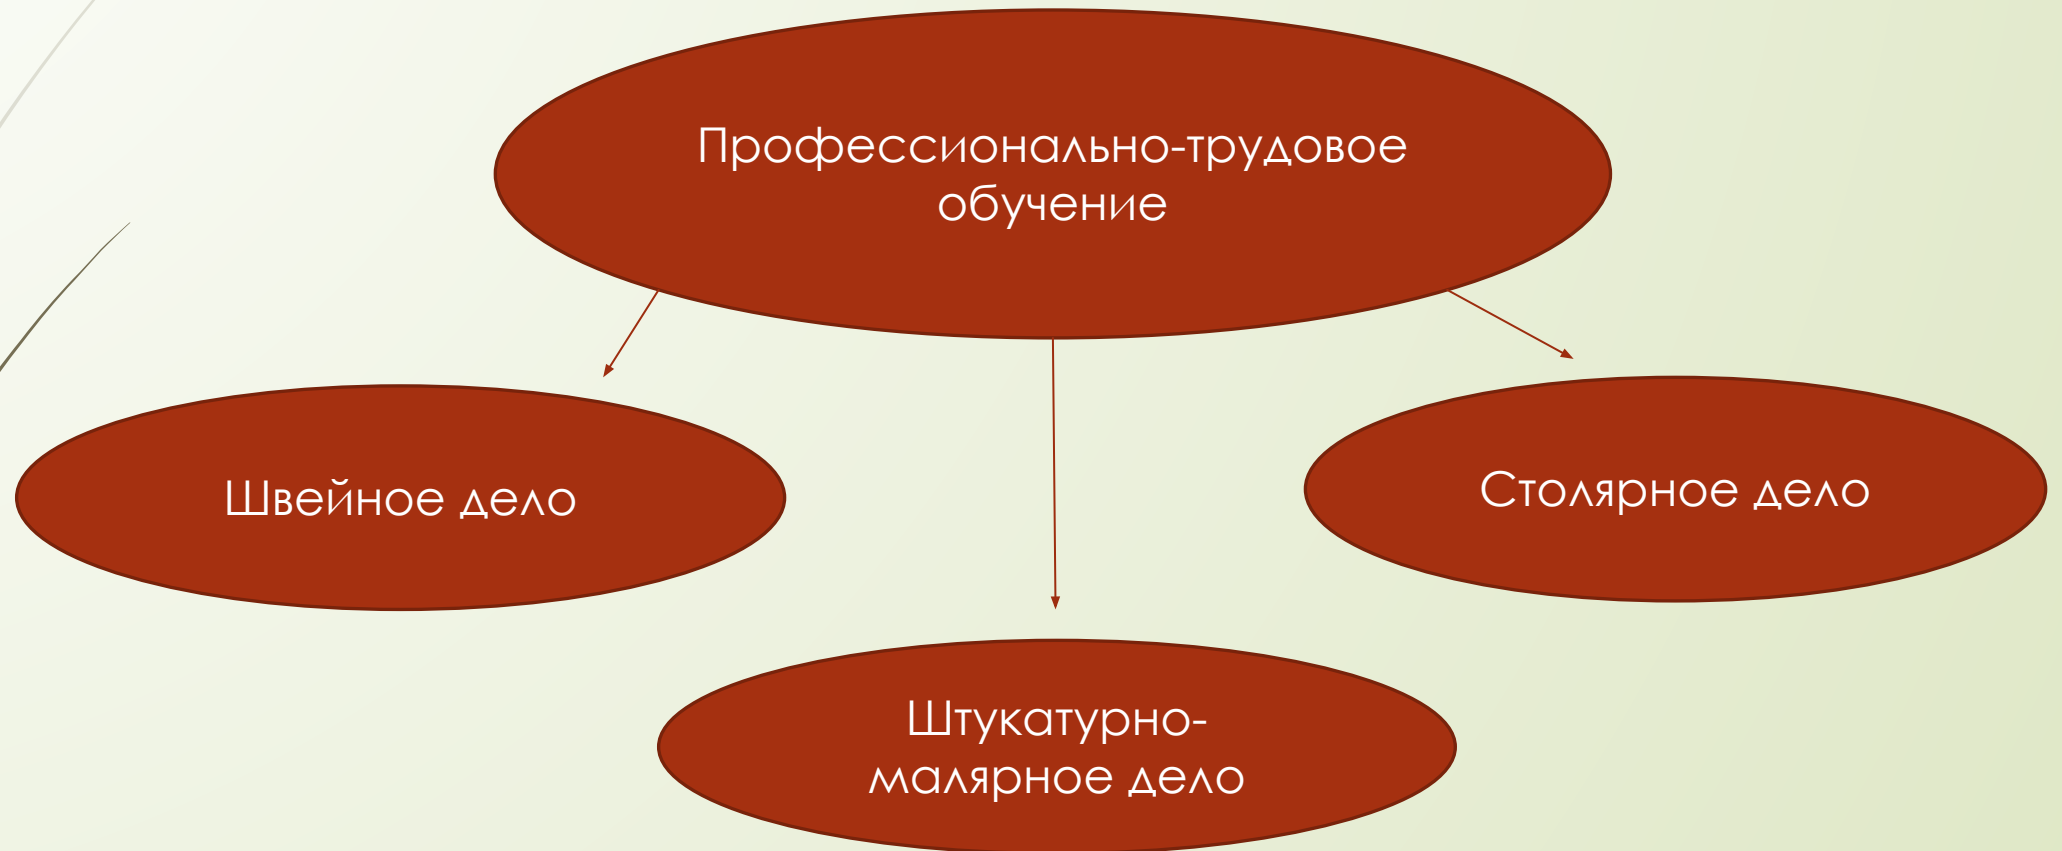 Профессионально-трудовое
обучение
Швейное дело
Столярное дело
Штукатурно-
малярное дело